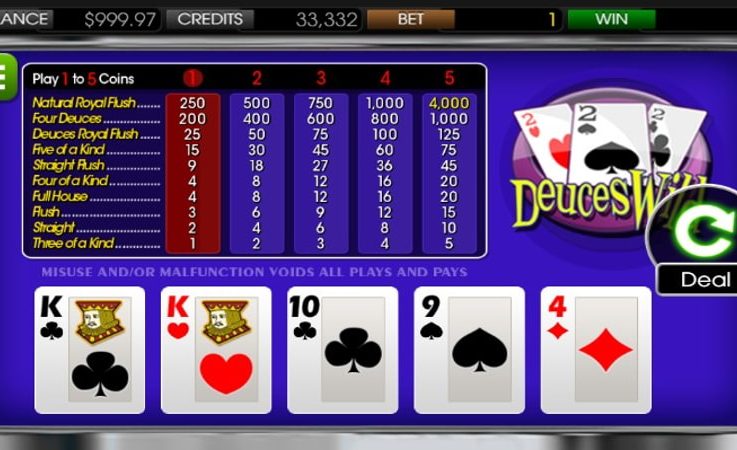 ANCE $999.97 CREDITS 33,332 BET 1 WIN
Play 1 to 5 Coins 1 2 3 4 5
Natural Royal Flush....... 250 500 750 1,000 4,000
Four Deuces................. 200 400 600 800 1,000
Deuces Royal Flush...... 25 50 75 100 125
Five of a Kind............... 15 30 45 60 75
Straight Flush............... 9 18 27 36 45
Four of a Kind.............. 4 8 12 16 20
Full House.................... 4 8 12 16 20
Flush............................ 3 6 9 12 15
Straight........................ 2 4 6 8 10
Three of a Kind............. 1 2 3 4 5
2 2 2
Deuces Wild
Deal
MISUSE AND/OR MALFUNCTION VOIDS ALL PLAYS AND PAYS
K K 10 9 4